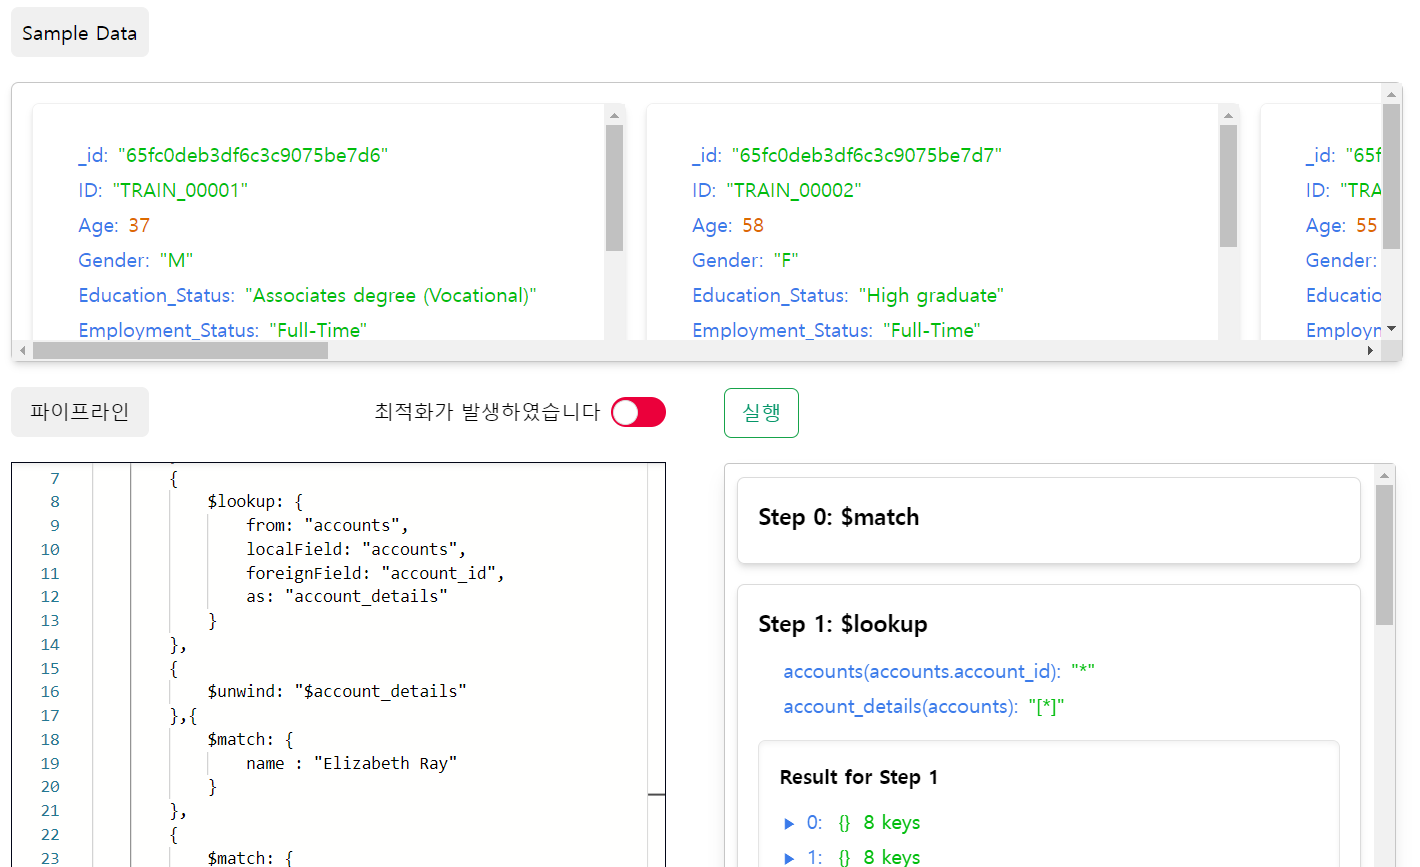 Sample Data
_id: "65fc0deb3df6c3c9075be7d6"
ID: "TRAIN_00001"
Age: 37
Gender: "M"
Education_Status: "Associates degree (Vocational)"
Employment_Status: "Full-Time"
_id: "65fc0deb3df6c3c9075be7d7"
ID: "TRAIN_00002"
Age: 58
Gender: "F"
Education_Status: "High graduate"
Employment_Status: "Full-Time"
_id: "65f
ID: "TRA
Age: 55
Gender:
Educatio
Employm
파이프라인
최적화가 발생하였습니다
실행
7 {
8 $lookup: {
9 from: "accounts",
10 localField: "accounts",
11 foreignField: "account_id",
12 as: "account_details"
13 }
14 },
15 {
16 $unwind: "$account_details"
17 },{
18 $match: {
19 name : "Elizabeth Ray"
20 }
21 },
22 {
23 $match: {
Step 0: $match
Step 1: $lookup
accounts(accounts.account_id): "*"
account_details(accounts): "[*]"
Result for Step 1
0: {} 8 keys
1: {} 8 keys